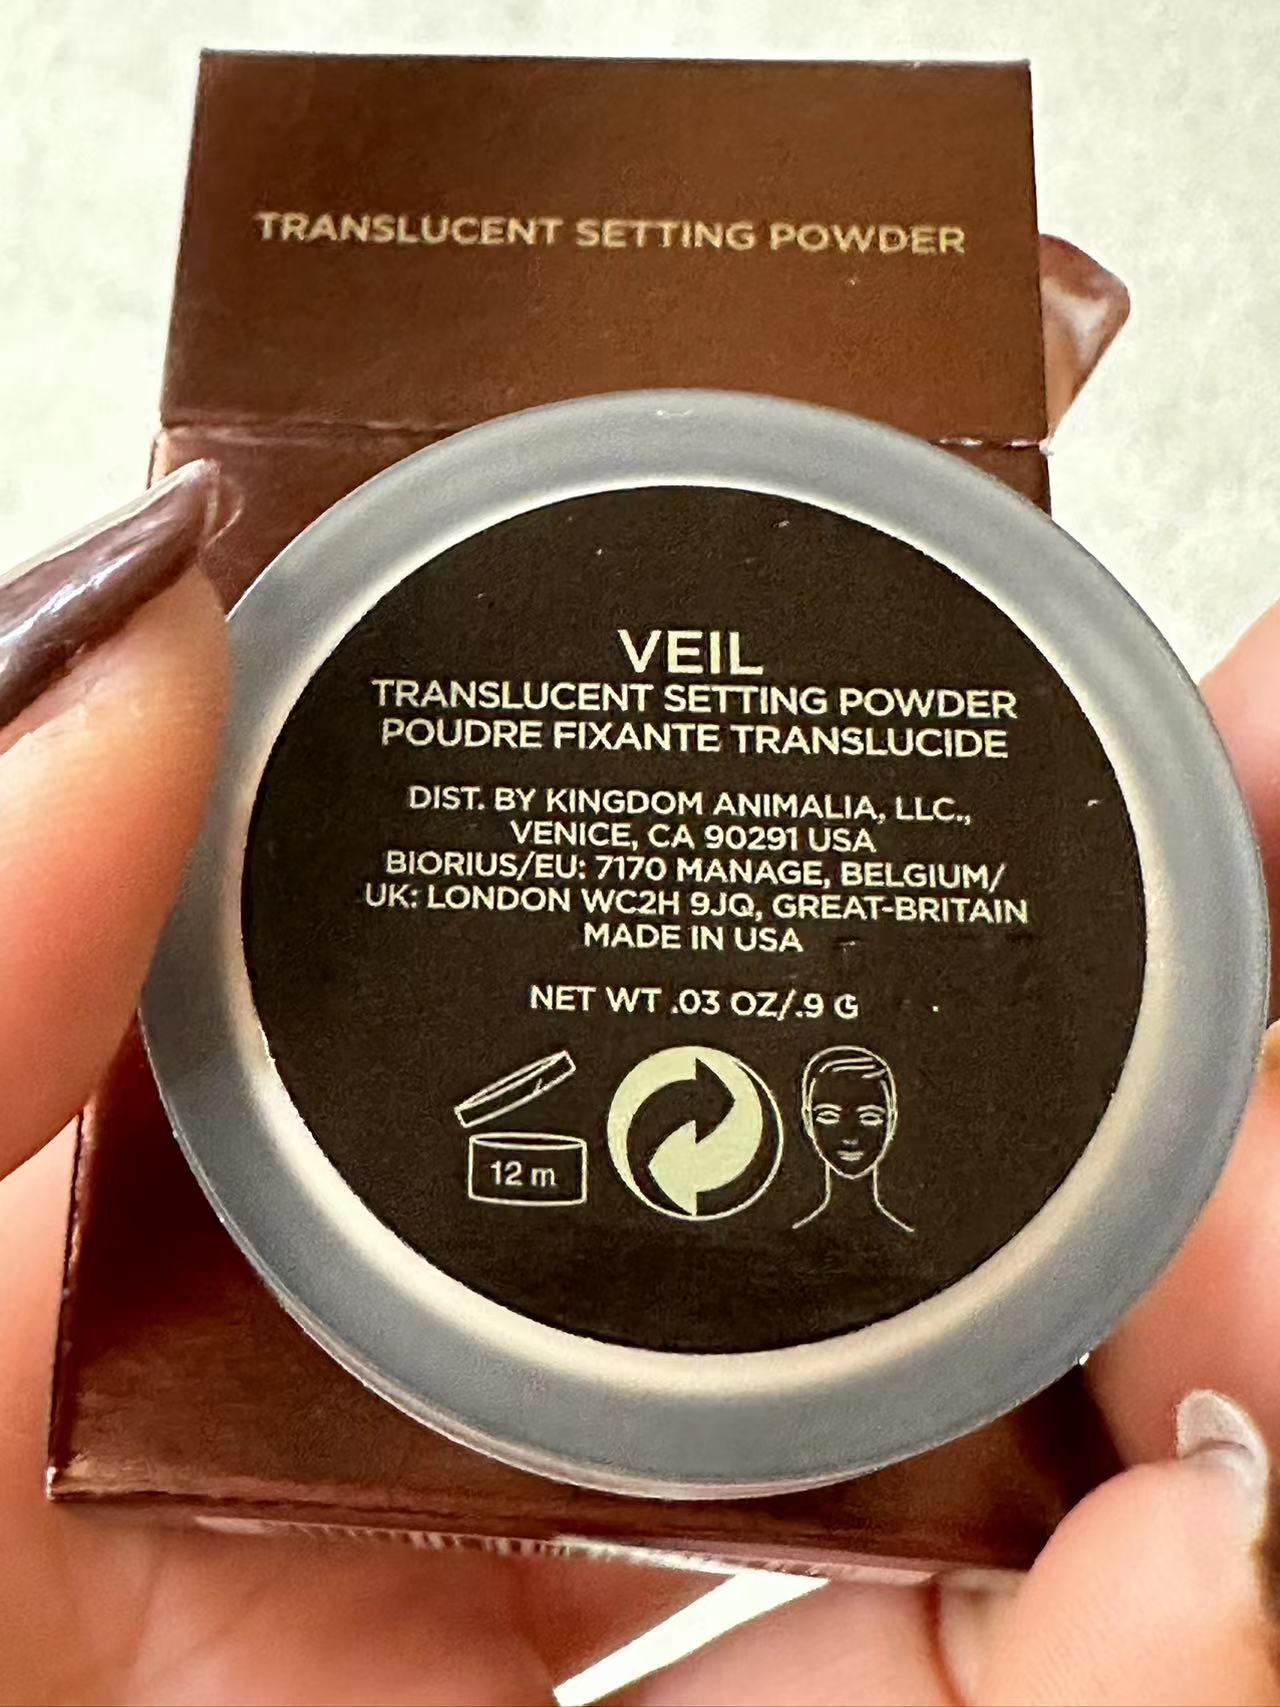 TRANSLUCENT SETTING POWDER
VEIL
TRANSLUCENT SETTING POWDER
POUDRE FIXANTE TRANSLUCIDE
DIST. BY KINGDOM ANIMALIA, LLC.,
VENICE, CA 90291 USA
BIORIUS/EU: 7170 MANAGE, BELGIUM/
UK: LONDON WC2H 9JQ, GREAT-BRITAIN
MADE IN USA
NET WT .03 OZ/.9 G
12 m